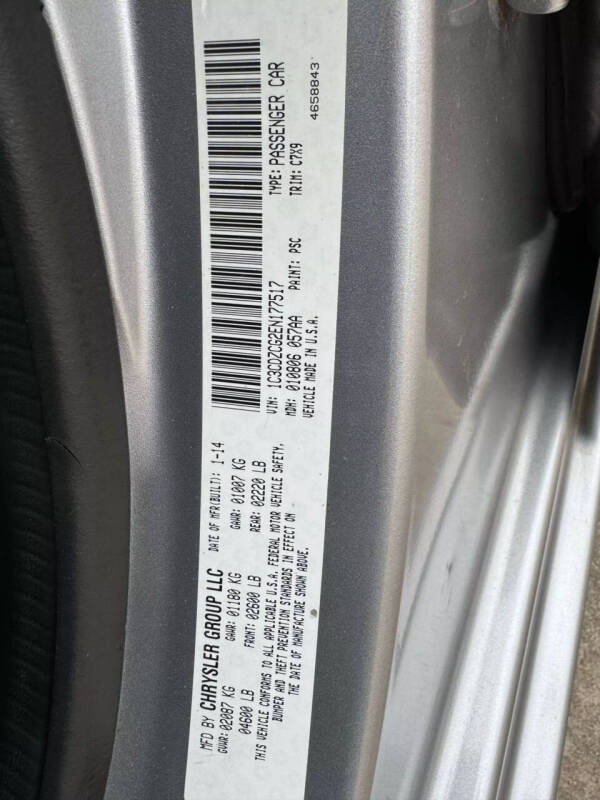 MFD BY CHRYSLER GROUP LLC
DATE OF MFR(BUILT): 1-14
GVWR: 02087 KG
GAWR: 01180 KG
GAWR: 01007 KG
04600 LB
FRONT: 02600 LB
REAR: 02220 LB
THIS VEHICLE CONFORMS TO ALL APPLICABLE U.S.A. FEDERAL MOTOR VEHICLE SAFETY,
BUMPER AND THEFT PREVENTION STANDARDS IN EFFECT ON
THE DATE OF MANUFACTURE SHOWN ABOVE.
VIN: 1C3CDZCG2EN177517
TYPE: PASSENGER CAR
MDH: 010806 057AA
PAINT: PSC
TRIM: C7X9
VEHICLE MADE IN U.S.A.
4658843